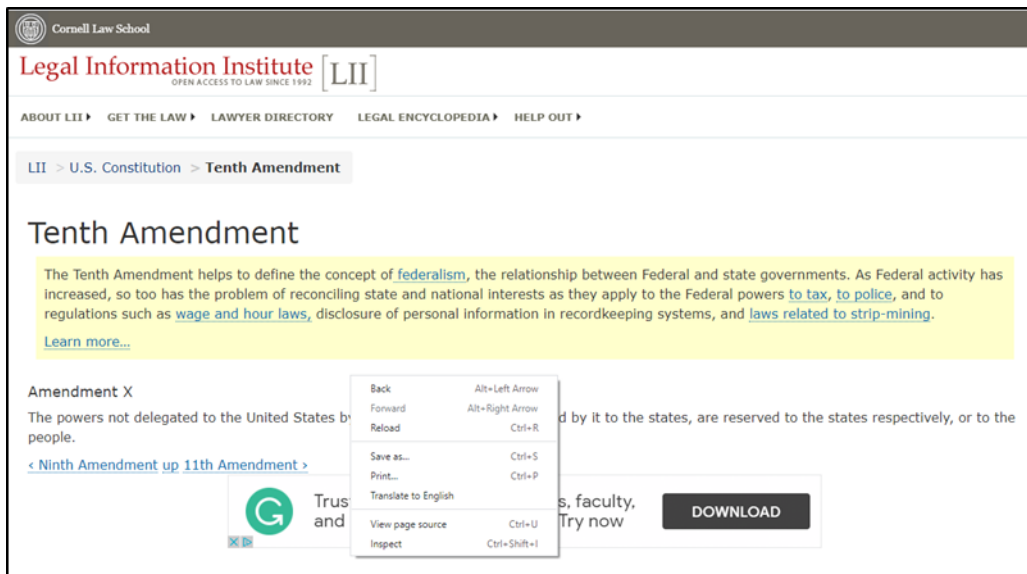 Cornell Law School
Legal Information Institute [LII]
OPEN ACCESS TO LAW SINCE 1992
ABOUT LII GET THE LAW LAWYER DIRECTORY LEGAL ENCYCLOPEDIA HELP OUT
LII > U.S. Constitution > Tenth Amendment
Tenth Amendment
The Tenth Amendment helps to define the concept of federalism, the relationship between Federal and state governments. As Federal activity has
increased, so too has the problem of reconciling state and national interests as they apply to the Federal powers to tax, to police, and to
regulations such as wage and hour laws, disclosure of personal information in recordkeeping systems, and laws related to strip-mining.
Learn more...
Amendment X
The powers not delegated to the United States by it to the states, are reserved to the states respectively, or to the
people.
‹ Ninth Amendment up 11th Amendment ›
Back Alt+Left Arrow
Forward Alt+Right Arrow
Reload Ctrl+R
Save as... Ctrl+S
Print... Ctrl+P
Translate to English
View page source Ctrl+U
Inspect Ctrl+Shift+I
faculty,
and Try now
DOWNLOAD